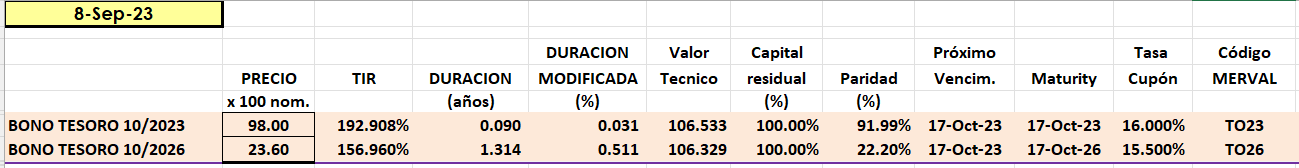 8-Sep-23
DURACION Valor Capital Próximo Tasa Código
PRECIO TIR DURACION MODIFICADA Tecnico residual Paridad Vencim. Maturity Cupón MERVAL
x 100 nom. (años) (%) (%) (%)
BONO TESORO 10/2023 98.00 192.908% 0.090 0.031 106.533 100.00% 91.99% 17-Oct-23 17-Oct-23 16.000% TO23
BONO TESORO 10/2026 23.60 156.960% 1.314 0.511 106.329 100.00% 22.20% 17-Oct-23 17-Oct-26 15.500% TO26